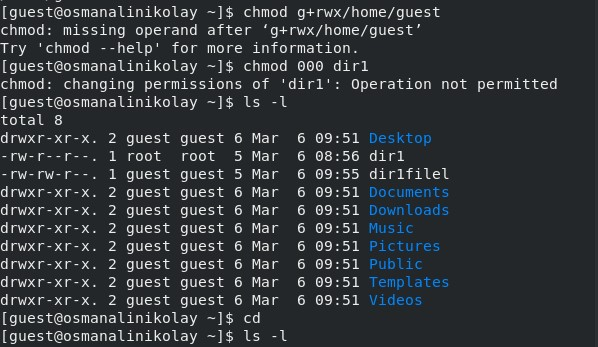 [guest@osmanalinikolay ~]$ chmod g+rwx/home/guest
chmod: missing operand after ‘g+rwx/home/guest’
Try 'chmod --help' for more information.
[guest@osmanalinikolay ~]$ chmod 000 dir1
chmod: changing permissions of 'dir1': Operation not permitted
[guest@osmanalinikolay ~]$ ls -l
total 8
drwxr-xr-x. 2 guest guest 6 Mar  6 09:51 Desktop
-rw-r--r--. 1 root  root  5 Mar  6 08:56 dir1
-rw-rw-r--. 1 guest guest 5 Mar  6 09:55 dir1filel
drwxr-xr-x. 2 guest guest 6 Mar  6 09:51 Documents
drwxr-xr-x. 2 guest guest 6 Mar  6 09:51 Downloads
drwxr-xr-x. 2 guest guest 6 Mar  6 09:51 Music
drwxr-xr-x. 2 guest guest 6 Mar  6 09:51 Pictures
drwxr-xr-x. 2 guest guest 6 Mar  6 09:51 Public
drwxr-xr-x. 2 guest guest 6 Mar  6 09:51 Templates
drwxr-xr-x. 2 guest guest 6 Mar  6 09:51 Videos
[guest@osmanalinikolay ~]$ cd
[guest@osmanalinikolay ~]$ ls -l